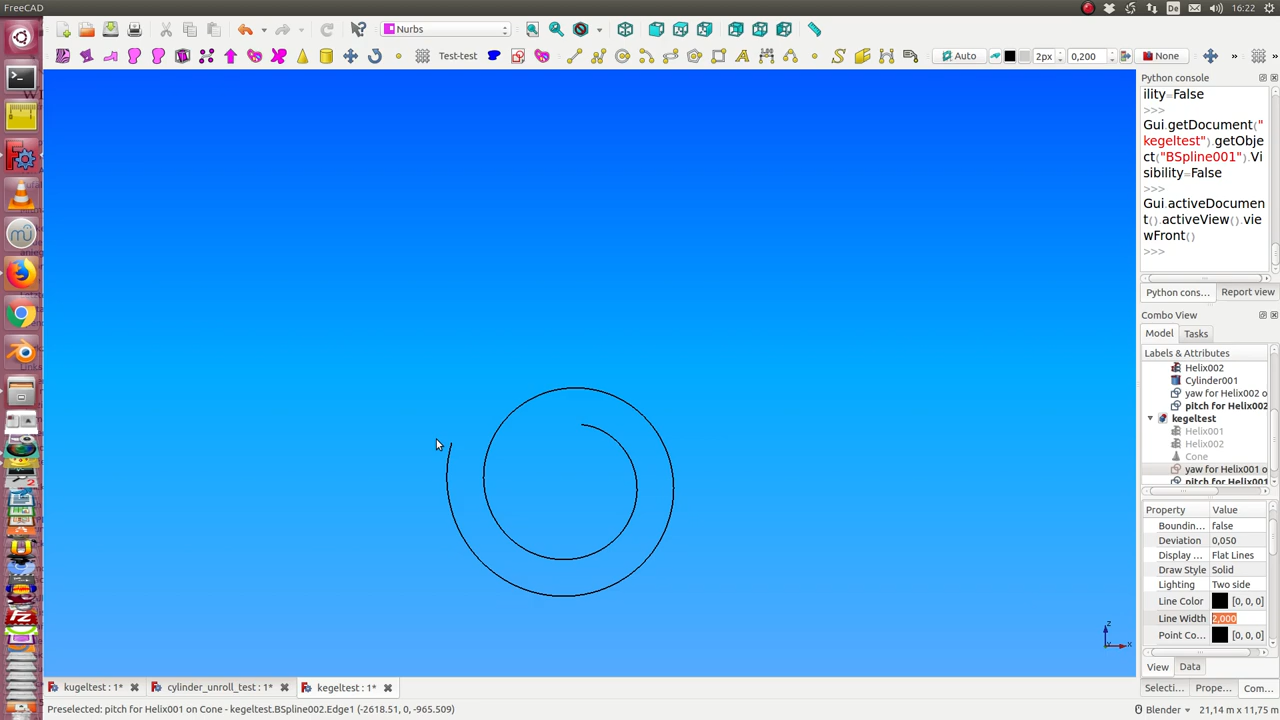 FreeCAD
De
16:22
Nurbs
Test-test
Auto
2px
0,200
None
»
»
Python console
ility=False
>>>
Gui.getDocument("
kegeltest").getObje
ct("BSpline001").Vi
sibility=False
>>>
Gui.activeDocumen
t().activeView().vie
wFront()
>>>
Python cons...
Report view
Combo View
Model
Tasks
Labels & Attributes
Helix002
Cylinder001
yaw for Helix002 o
pitch for Helix002
kegeltest
Helix001
Helix002
Cone
yaw for Helix001 o
pitch for Helix001
Property
Value
Boundin...
false
Deviation
0,050
Display ...
Flat Lines
Draw Style
Solid
Lighting
Two side
Line Color
[0, 0, 0]
Line Width
2,000
Point Co...
[0, 0, 0]
View
Data
z
x
kugeltest : 1*
cylinder_unroll_test : 1*
kegeltest : 1*
Selecti...
Prope...
Com...
Preselected: pitch for Helix001 on Cone - kegeltest.BSpline002.Edge1 (-2618.51, 0, -965.509)
Blender
21,14 m x 11,75 m